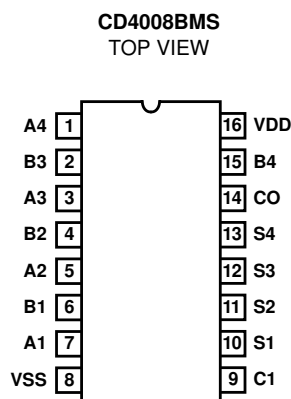 CD4008BMS
TOP VIEW
A4 1 16 VDD
B3 2 15 B4
A3 3 14 CO
B2 4 13 S4
A2 5 12 S3
B1 6 11 S2
A1 7 10 S1
VSS 8 9 C1